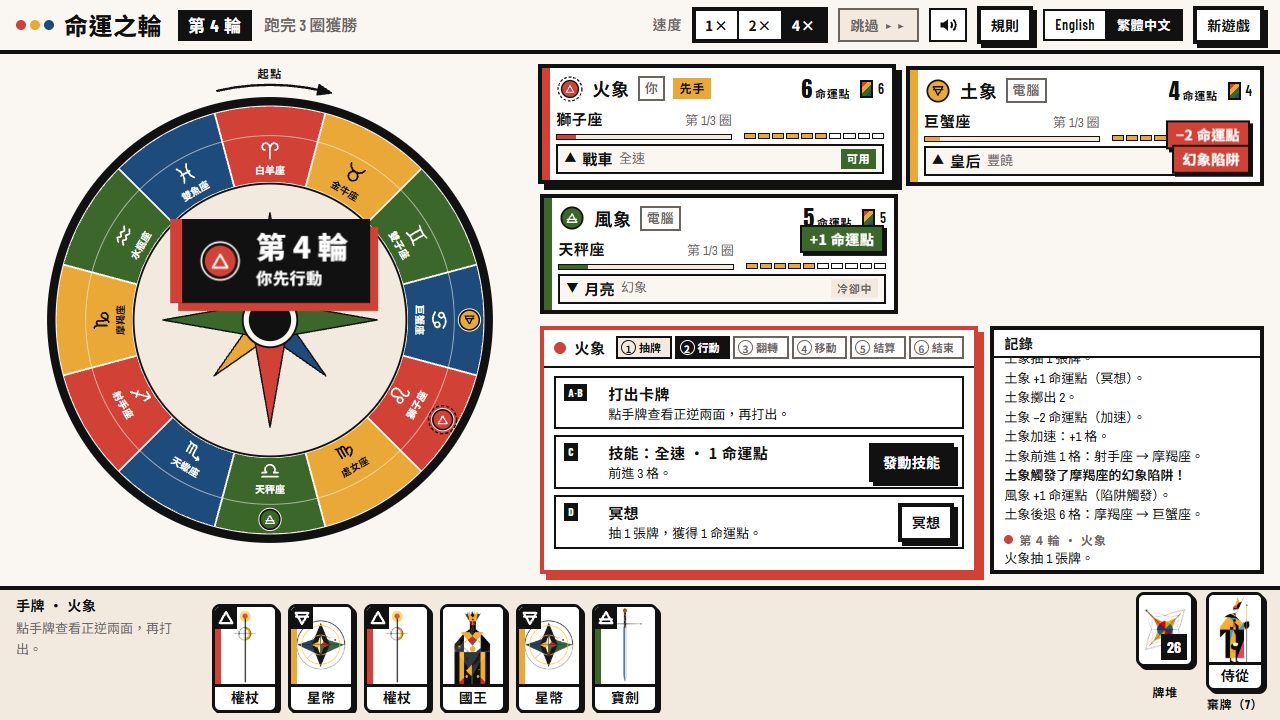 命運之輪
第 4 輪
跑完 3 圈獲勝
速度
1×
2×
4×
跳過 ▸ ▸
規則
English
繁體中文
新遊戲
起點
白羊座
金牛座
雙子座
巨蟹座
獅子座
處女座
天秤座
天蠍座
射手座
摩羯座
水瓶座
雙魚座
第 4 輪
你先行動
火象
你
先手
6 命運點
6
獅子座
第 1/3 圈
▲ 戰車 全速
可用
土象
電腦
4 命運點
4
巨蟹座
第 1/3 圈
−2 命運點
▲ 皇后 豐饒
幻象陷阱
風象
電腦
5 命運點
5
+1 命運點
天秤座
第 1/3 圈
▼ 月亮 幻象
冷卻中
火象
1 抽牌
2 行動
3 翻轉
4 移動
5 結算
6 結束
A-B
打出卡牌
點手牌查看正逆兩面，再打出。
C
技能：全速 · 1 命運點
前進 3 格。
發動技能
D
冥想
抽 1 張牌，獲得 1 命運點。
冥想
記錄
土象抽 1 張牌。
土象 +1 命運點（冥想）。
土象擲出 2。
土象 −2 命運點（加速）。
土象加速：+1 格。
土象前進 1 格：射手座 → 摩羯座。
土象觸發了摩羯座的幻象陷阱！
風象 +1 命運點（陷阱觸發）。
土象後退 6 格：摩羯座 → 巨蟹座。
第 4 輪 · 火象
火象抽 1 張牌。
手牌 · 火象
點手牌查看正逆兩面，再打
出。
權杖
星幣
權杖
國王
星幣
寶劍
26
牌堆
侍從
棄牌（7）